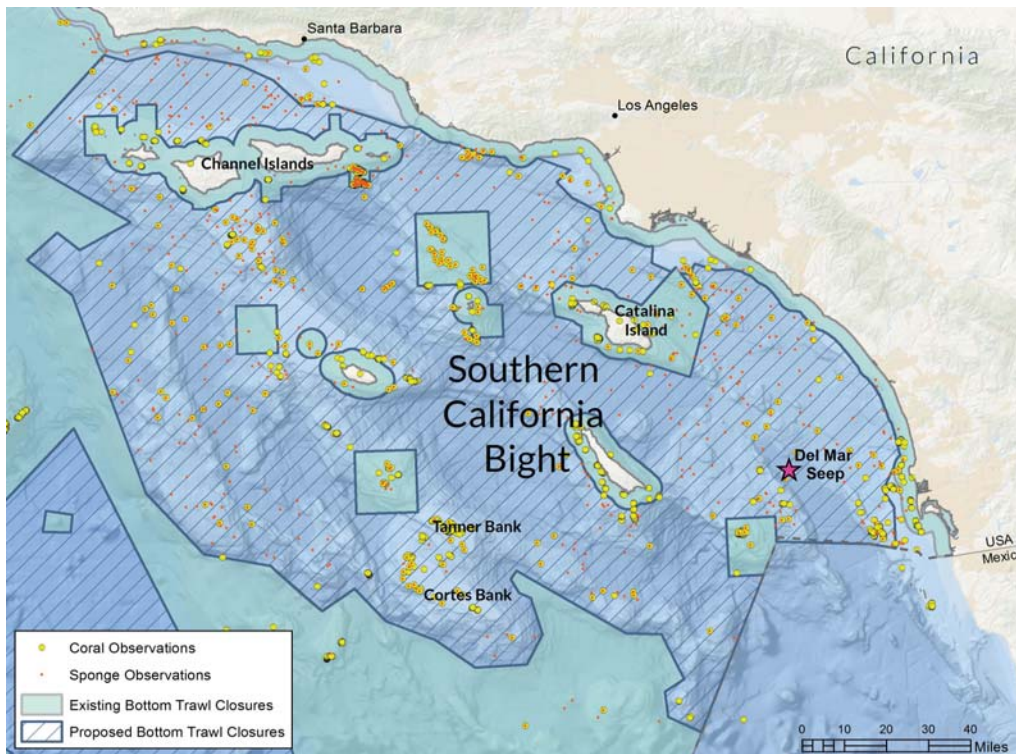 Santa Barbara
California
Los Angeles
Channel Islands
Catalina
Island
Southern
California
Bight
Del Mar
Seep
Tanner Bank
Cortes Bank
USA
Mexico
Coral Observations
Sponge Observations
Existing Bottom Trawl Closures
Proposed Bottom Trawl Closures
0 10 20 30 40
Miles